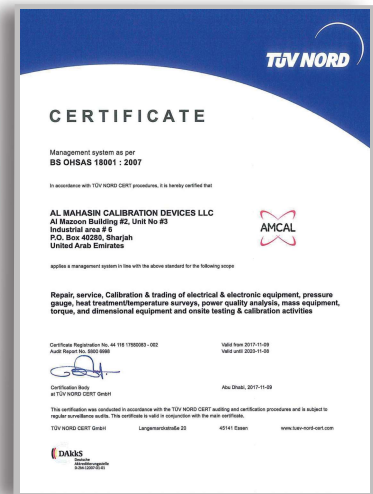 TÜV NORD
CERTIFICATE
Management system as per
BS OHSAS 18001 : 2007
In accordance with TÜV NORD CERT procedures, it is hereby certified that
AL MAHASIN CALIBRATION DEVICES LLC
Al Mazoon Building #2, Unit No #3
Industrial area # 6
P.O. Box 40280, Sharjah
United Arab Emirates
AMCAL
applies a management system in line with the above standard for the following scope
Repair, service, Calibration & trading of electrical & electronic equipment, pressure
gauge, heat treatment/temperature surveys, power quality analysis, mass equipment,
torque, and dimensional equipment and onsite testing & calibration activities
Certificate Registration No. 44 116 17580083 - 002
Audit Report No. 5800 6998
Valid from 2017-11-09
Valid until 2020-11-08
Certification Body
at TÜV NORD CERT GmbH
Abu Dhabi, 2017-11-09
This certification was conducted in accordance with the TÜV NORD CERT auditing and certification procedures and is subject to
regular surveillance audits. This certificate is valid in conjunction with the main certificate.
TÜV NORD CERT GmbH Langemarckstraße 20 45141 Essen www.tuev-nord-cert.com
DAkkS
Deutsche
Akkreditierungsstelle